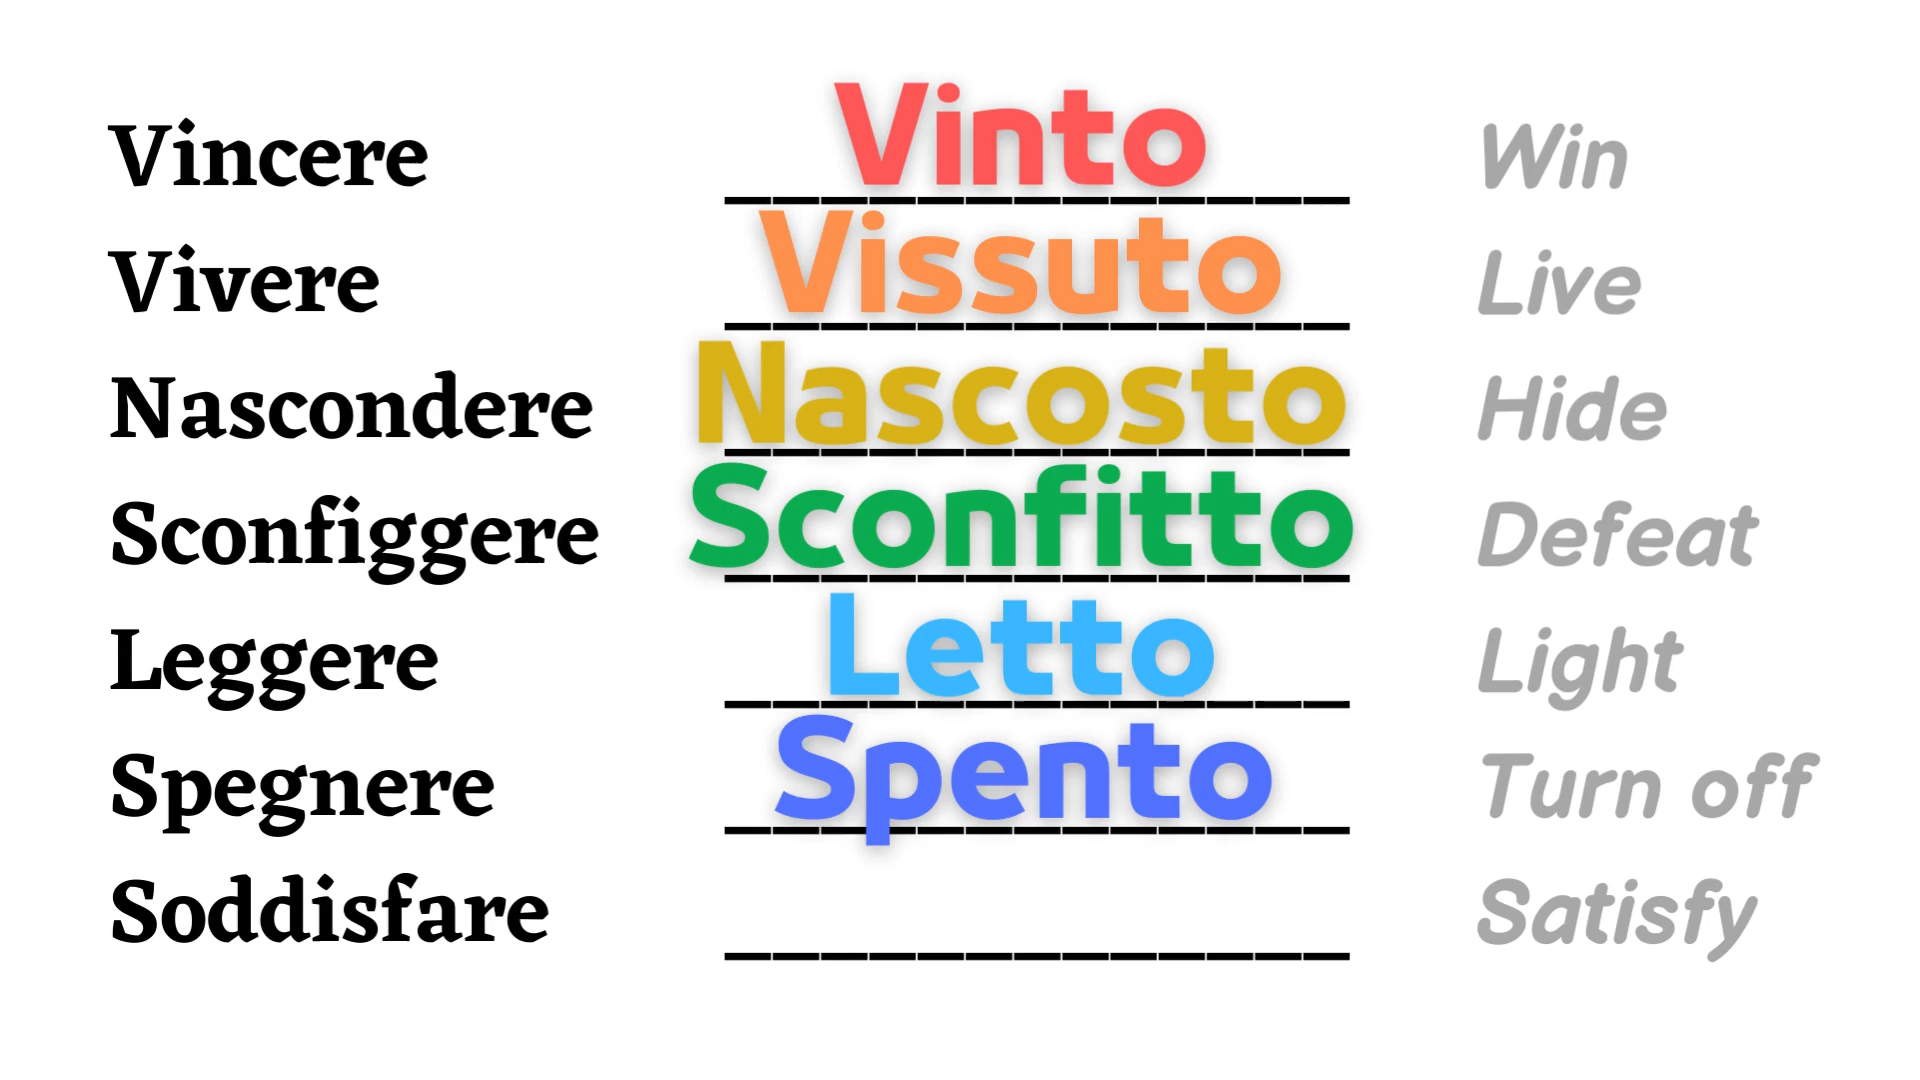 Vincere Vinto Win
Vivere Vissuto Live
Nascondere Nascosto Hide
Sconfiggere Sconfitto Defeat
Leggere Letto Light
Spegnere Spento Turn off
Soddisfare Satisfy